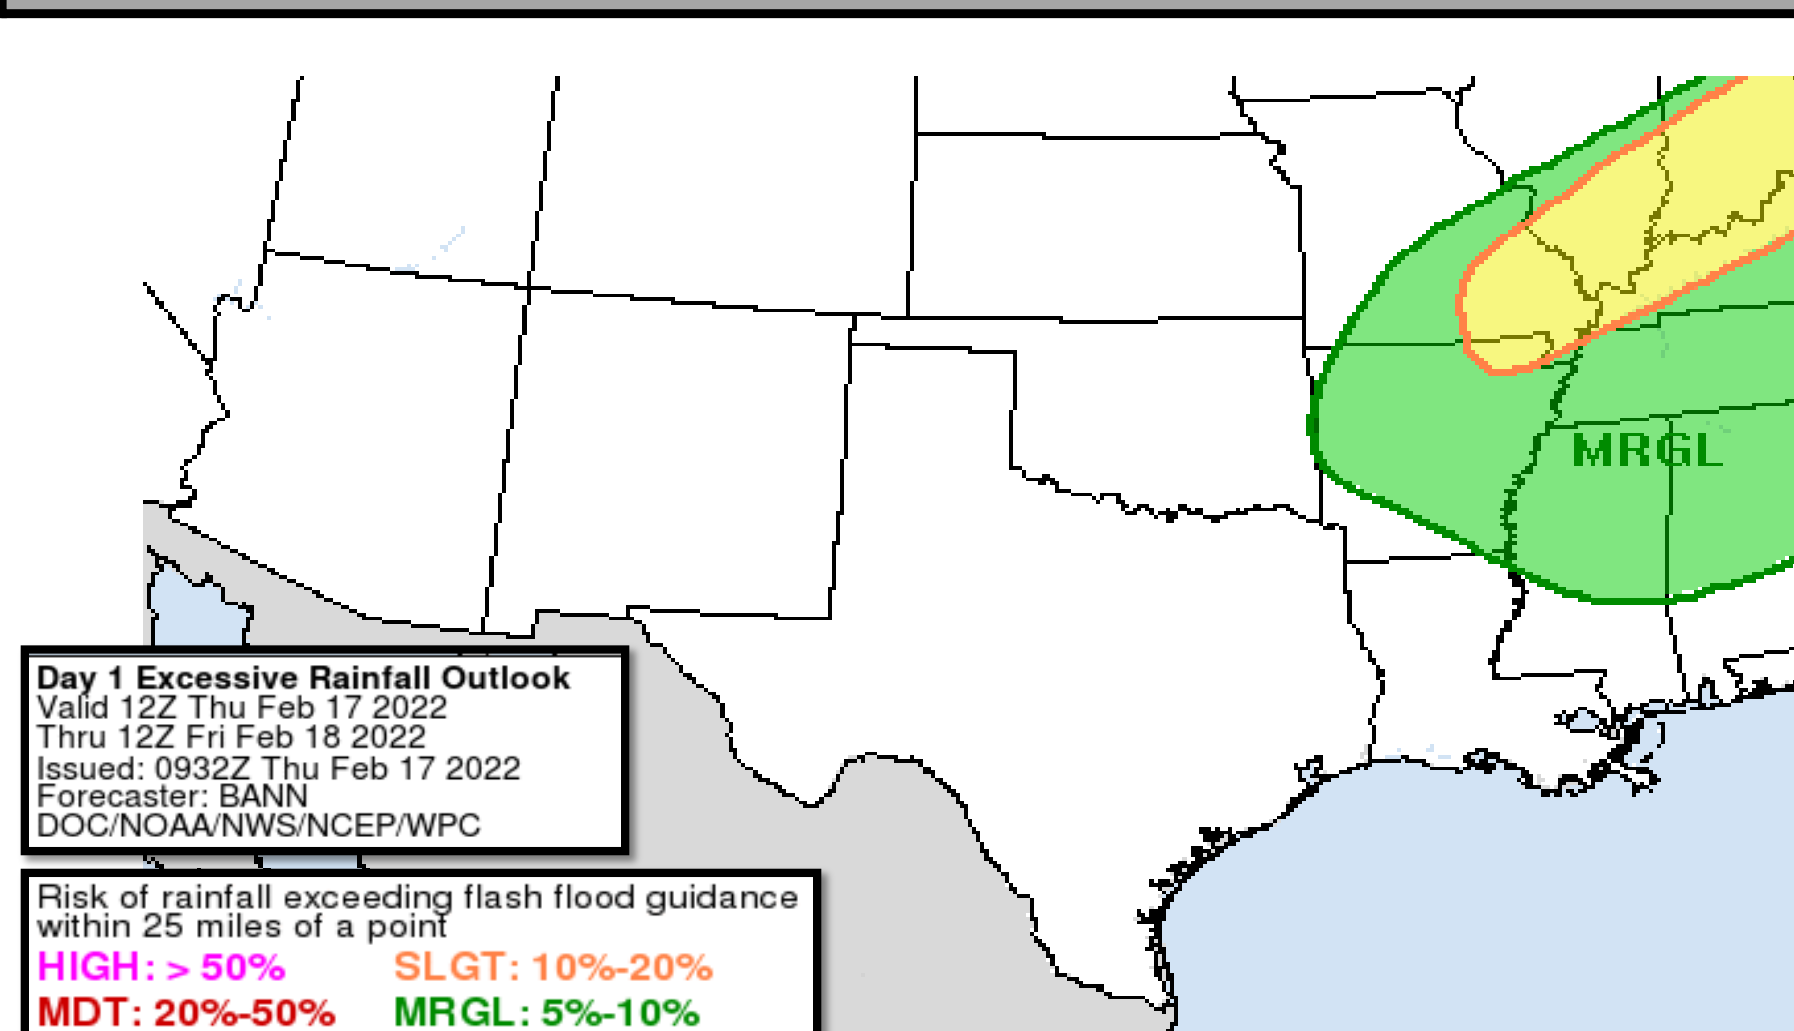 MRGL
Day 1 Excessive Rainfall Outlook
Valid 12Z Thu Feb 17 2022
Thru 12Z Fri Feb 18 2022
Issued: 0932Z Thu Feb 17 2022
Forecaster: BANN
DOC/NOAA/NWS/NCEP/WPC
Risk of rainfall exceeding flash flood guidance
within 25 miles of a point
HIGH: > 50% SLGT: 10%-20%
MDT: 20%-50% MRGL: 5%-10%